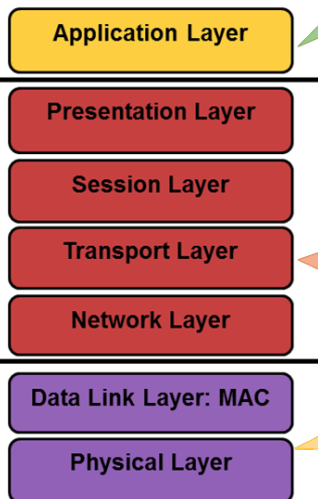 Application Layer
Presentation Layer
Session Layer
Transport Layer
Network Layer
Data Link Layer: MAC
Physical Layer